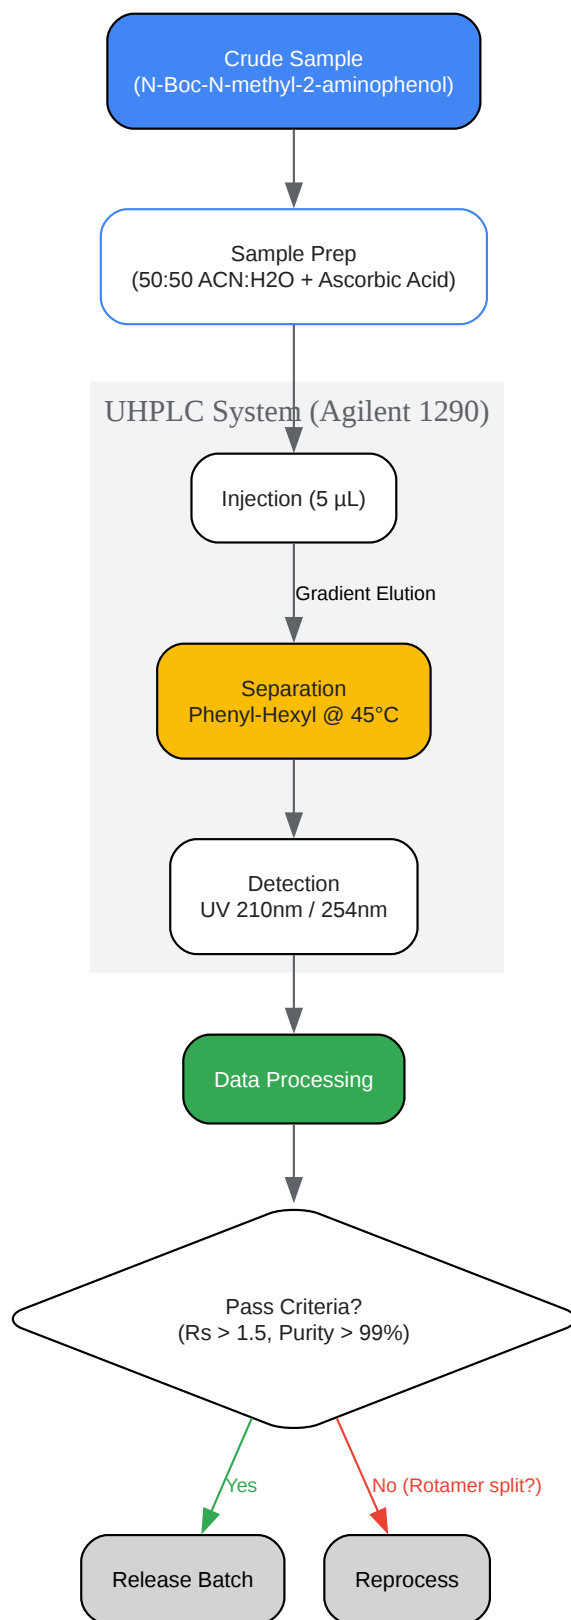 Crude Sample
(N-Boc-N-methyl-2-aminophenol)
Sample Prep
(50:50 ACN:H2O + Ascorbic Acid)
UHPLC System (Agilent 1290)
Injection (5 µL)
Gradient Elution
Separation
Phenyl-Hexyl @ 45°C
Detection
UV 210nm / 254nm
Data Processing
Pass Criteria?
(Rs > 1.5, Purity > 99%)
Yes
No (Rotamer split?)
Release Batch
Reprocess